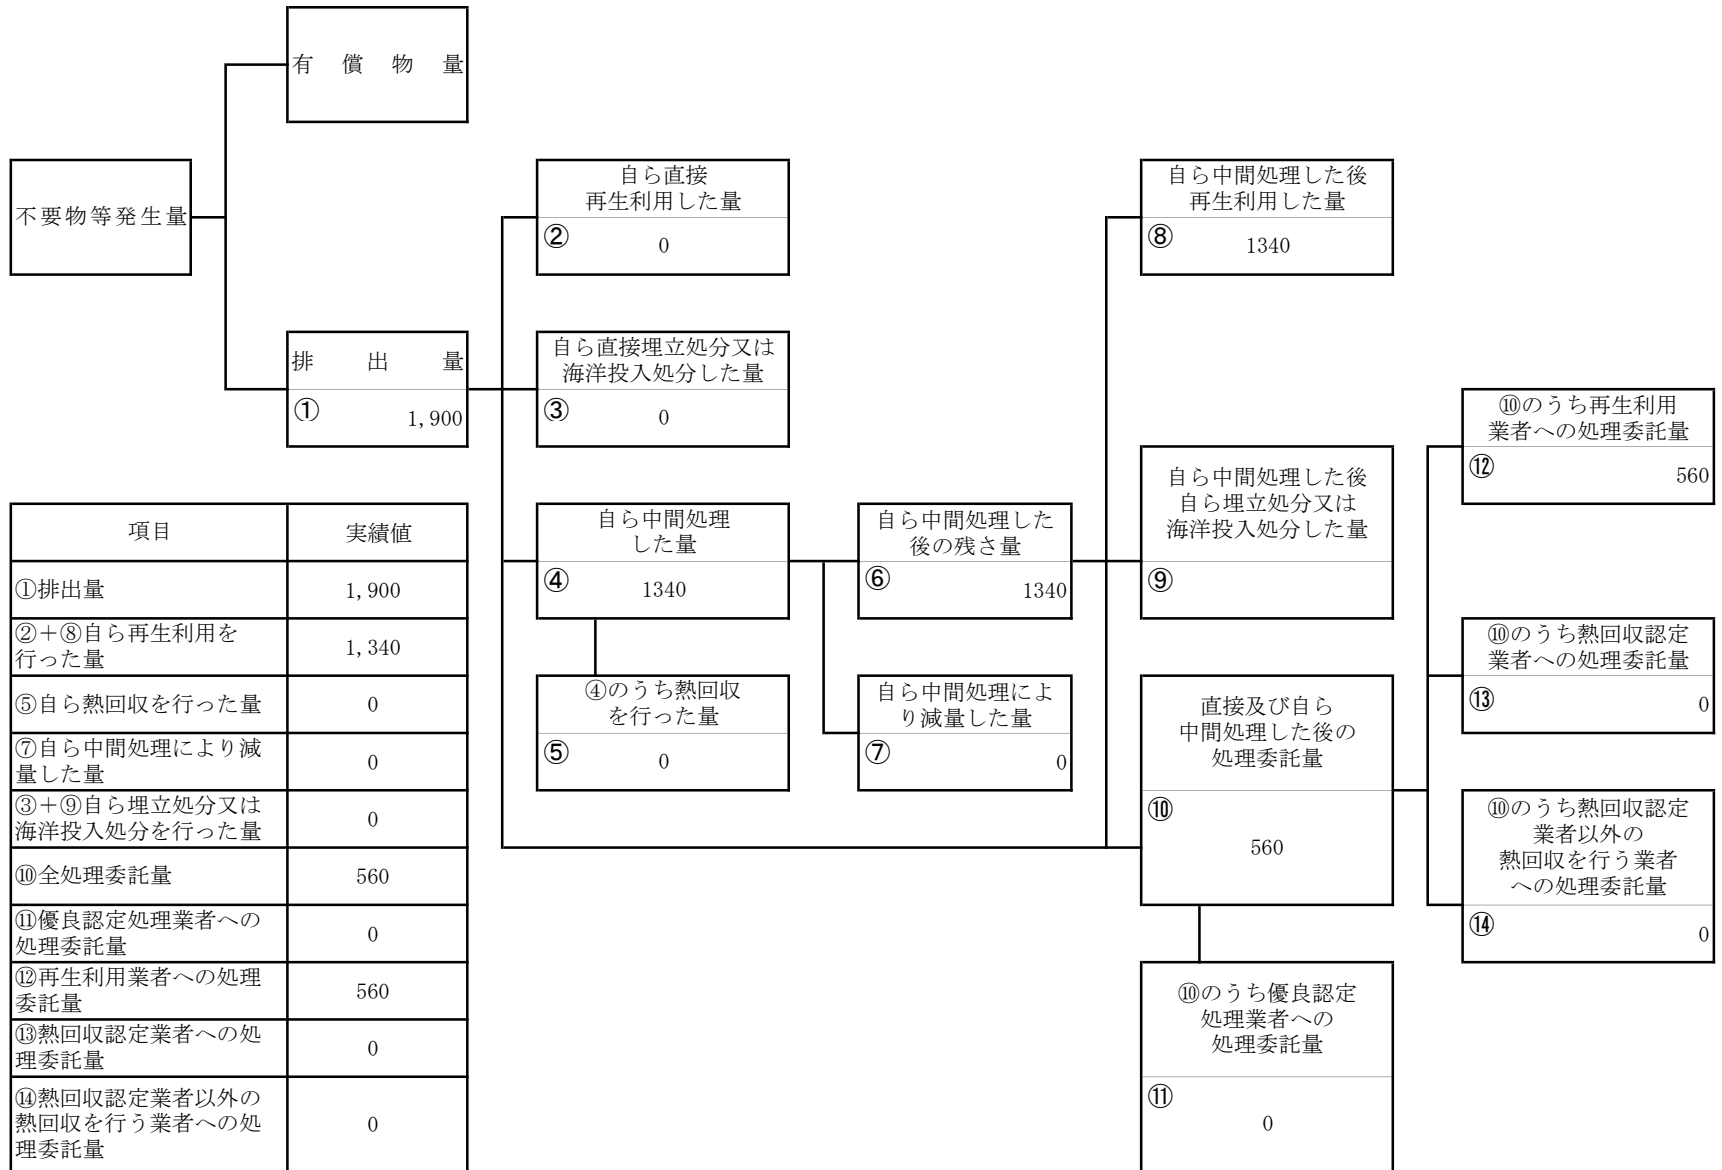 有償物量
不要物等発生量
排出量
① 1,900
自ら直接
再生利用した量
② 0
自ら直接埋立処分又は
海洋投入処分した量
③ 0
自ら中間処理
した量
④ 1340
④のうち熱回収
を行った量
⑤ 0
自ら中間処理した
後の残さ量
⑥ 1340
自ら中間処理によ
り減量した量
⑦ 0
自ら中間処理した後
再生利用した量
⑧ 1340
自ら中間処理した後
自ら埋立処分又は
海洋投入処分した量
⑨
直接及び自ら
中間処理した後の
処理委託量
⑩
560
⑩のうち優良認定
処理業者への
処理委託量
⑪
0
⑩のうち再生利用
業者への処理委託量
⑫ 560
⑩のうち熱回収認定
業者への処理委託量
⑬ 0
⑩のうち熱回収認定
業者以外の
熱回収を行う業者
への処理委託量
⑭ 0
項目 実績値
①排出量 1,900
②＋⑧自ら再生利用を
行った量 1,340
⑤自ら熱回収を行った量 0
⑦自ら中間処理により減
量した量 0
③＋⑨自ら埋立処分又は
海洋投入処分を行った量 0
⑩全処理委託量 560
⑪優良認定処理業者への
処理委託量 0
⑫再生利用業者への処理
委託量 560
⑬熱回収認定業者への処
理委託量 0
⑭熱回収認定業者以外の
熱回収を行う業者への処
理委託量 0